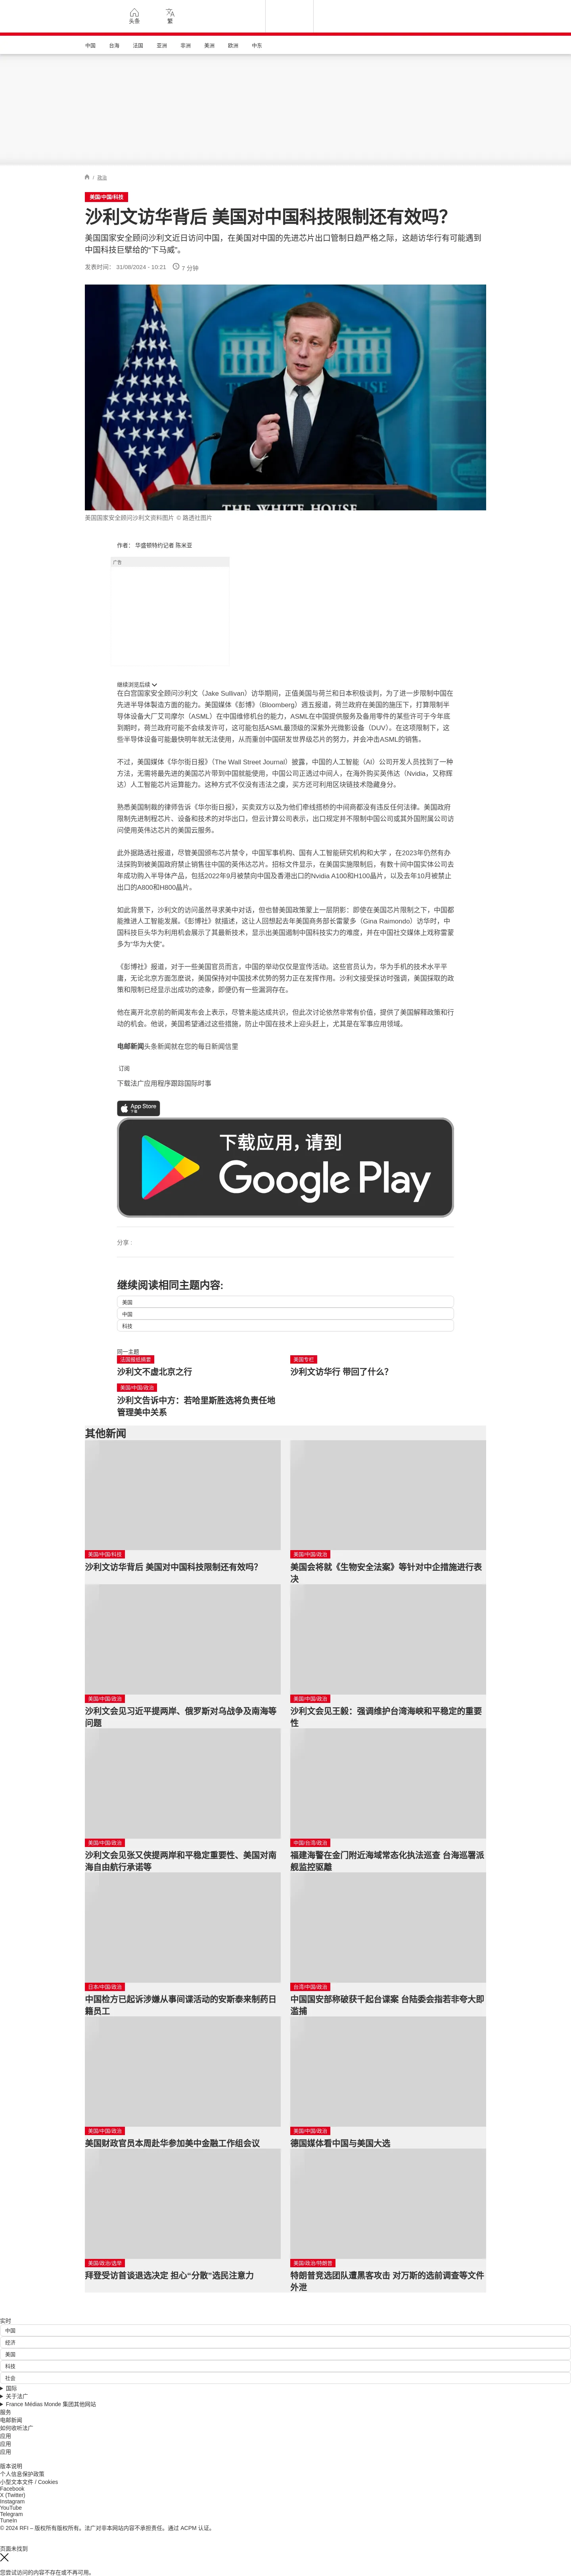 头条
繁
中国
台海
法国
亚洲
非洲
美洲
欧洲
中东
政治
美国/中国/科技
沙利文访华背后 美国对中国科技限制还有效吗？
美国国家安全顾问沙利文近日访问中国，在美国对中国的先进芯片出口管制日趋严格之际，这趟访华行有可能遇到
中国科技巨擘给的“下马威”。
发表时间： 31/08/2024 - 10:21
7 分钟
THE WHITE HOUSE
美国国家安全顾问沙利文资料图片 © 路透社图片
作者： 华盛顿特约记者 陈米亚
广告
继续浏览后续
在白宫国家安全顾问沙利文（Jake Sullivan）访华期间，正值美国与荷兰和日本积极谈判，为了进一步限制中国在
先进半导体制造方面的能力。美国媒体《彭博》（Bloomberg）週五报道，荷兰政府在美国的施压下，打算限制半
导体设备大厂艾司摩尔（ASML）在中国维修机台的能力，ASML在中国提供服务及备用零件的某些许可于今年底
到期时，荷兰政府可能不会续发许可，这可能包括ASML最顶级的深紫外光微影设备（DUV）。在这项限制下，这
些半导体设备可能最快明年就无法使用，从而重创中国研发世界级芯片的努力，并会冲击ASML的销售。
不过，美国媒体《华尔街日报》（The Wall Street Journal）披露，中国的人工智能（AI）公司开发人员找到了一种
方法，无需将最先进的美国芯片带到中国就能使用，中国公司正透过中间人，在海外购买英伟达（Nvidia，又称辉
达）人工智能芯片运算能力。这种方式不仅没有违法之虞，买方还可利用区块链技术隐藏身分。
熟悉美国制裁的律师告诉《华尔街日报》，买卖双方以及为他们牵线搭桥的中间商都没有违反任何法律。美国政府
限制先进制程芯片、设备和技术的对华出口，但云计算公司表示，出口规定并不限制中国公司或其外国附属公司访
问使用英伟达芯片的美国云服务。
此外据路透社报道，尽管美国颁布芯片禁令，中国军事机构、国有人工智能研究机构和大学 ，在2023年仍然有办
法採购到被美国政府禁止销售往中国的英伟达芯片。招标文件显示，在美国实施限制后，有数十间中国实体公司去
年成功购入半导体产品，包括2022年9月被禁向中国及香港出口的Nvidia A100和H100晶片，以及去年10月被禁止
出口的A800和H800晶片。
如此背景下，沙利文的访问虽然寻求美中对话，但也替美国政策蒙上一层阴影：即使在美国芯片限制之下，中国都
能推进人工智能发展。《彭博社》就描述，这让人回想起去年美国商务部长雷蒙多（Gina Raimondo）访华时，中
国科技巨头华为利用机会展示了其最新技术，显示出美国遏制中国科技实力的难度，并在中国社交媒体上戏称雷蒙
多为“华为大使”。
《彭博社》报道，对于一些美国官员而言，中国的举动仅仅是宣传活动。这些官员认为，华为手机的技术水平平
庸，无论北京方面怎麽说，美国保持对中国技术优势的努力正在发挥作用。沙利文接受採访时强调，美国採取的政
策和限制已经显示出成功的迹象，即便仍有一些漏洞存在。
他在离开北京前的新闻发布会上表示，尽管未能达成共识，但此次讨论依然非常有价值，提供了美国解释政策和行
动的机会。他说，美国希望通过这些措施，防止中国在技术上迎头赶上，尤其是在军事应用领域。
电邮新闻头条新闻就在您的每日新闻信里
订阅
下载法广应用程序跟踪国际时事
App Store
下载
下载应用，请到
Google Play
分享 :
继续阅读相同主题内容:
美国
中国
科技
同一主题
法国报纸摘要
沙利文不虚北京之行
美国专栏
沙利文访华行 带回了什么？
美国/中国/政治
沙利文告诉中方：若哈里斯胜选将负责任地
管理美中关系
其他新闻
美国/中国/科技
沙利文访华背后 美国对中国科技限制还有效吗？
美国/中国/政治
美国会将就《生物安全法案》等针对中企措施进行表
决
美国/中国/政治
沙利文会见习近平提两岸、俄罗斯对乌战争及南海等
问题
美国/中国/政治
沙利文会见王毅：强调维护台湾海峡和平稳定的重要
性
美国/中国/政治
沙利文会见张又侠提两岸和平稳定重要性、美国对南
海自由航行承诺等
中国/台湾/政治
福建海警在金门附近海域常态化执法巡查 台海巡署派
舰监控驱離
日本/中国/政治
中国检方已起诉涉嫌从事间谍活动的安斯泰来制药日
籍员工
台湾/中国/政治
中国国安部称破获千起台谍案 台陆委会指若非夸大即
滥捕
美国/中国/政治
美国财政官员本周赴华参加美中金融工作组会议
美国/中国/政治
德国媒体看中国与美国大选
美国/政治/选举
拜登受访首谈退选决定 担心“分散”选民注意力
美国/政治/特朗普
特朗普竞选团队遭黑客攻击 对万斯的选前调查等文件
外泄
实时
中国
经济
美国
科技
社会
国际
关于法广
France Médias Monde 集团其他网站
服务
电邮新闻
如何收听法广
应用
应用
应用
版本说明
个人信息保护政策
小型文本文件 / Cookies
Facebook
X (Twitter)
Instagram
YouTube
Telegram
TuneIn
© 2024 RFI – 版权所有版权所有。法广对非本网站内容不承担责任。通过 ACPM 认证。
页面未找到
您尝试访问的内容不存在或不再可用。